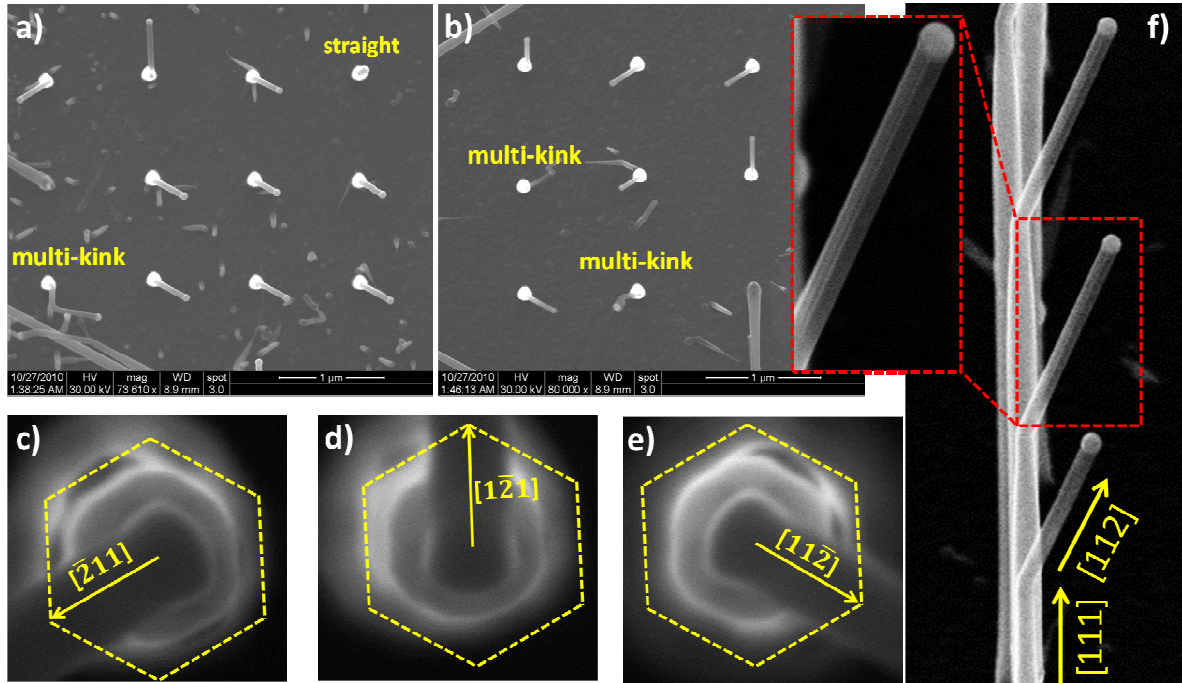 a)
straight
multi-kink
10/27/2010 HV mag WD spot
1:38:25 AM 30.00 kV 73 610 x 8.9 mm 3.0 1 µm
b)
multi-kink
multi-kink
10/27/2010 HV mag WD spot
1:46:13 AM 30.00 kV 80 000 x 8.9 mm 3.0 1 µm
c)
[2̅11]
d)
[12̅1]
e)
[112̅]
f)
[112]
[111]